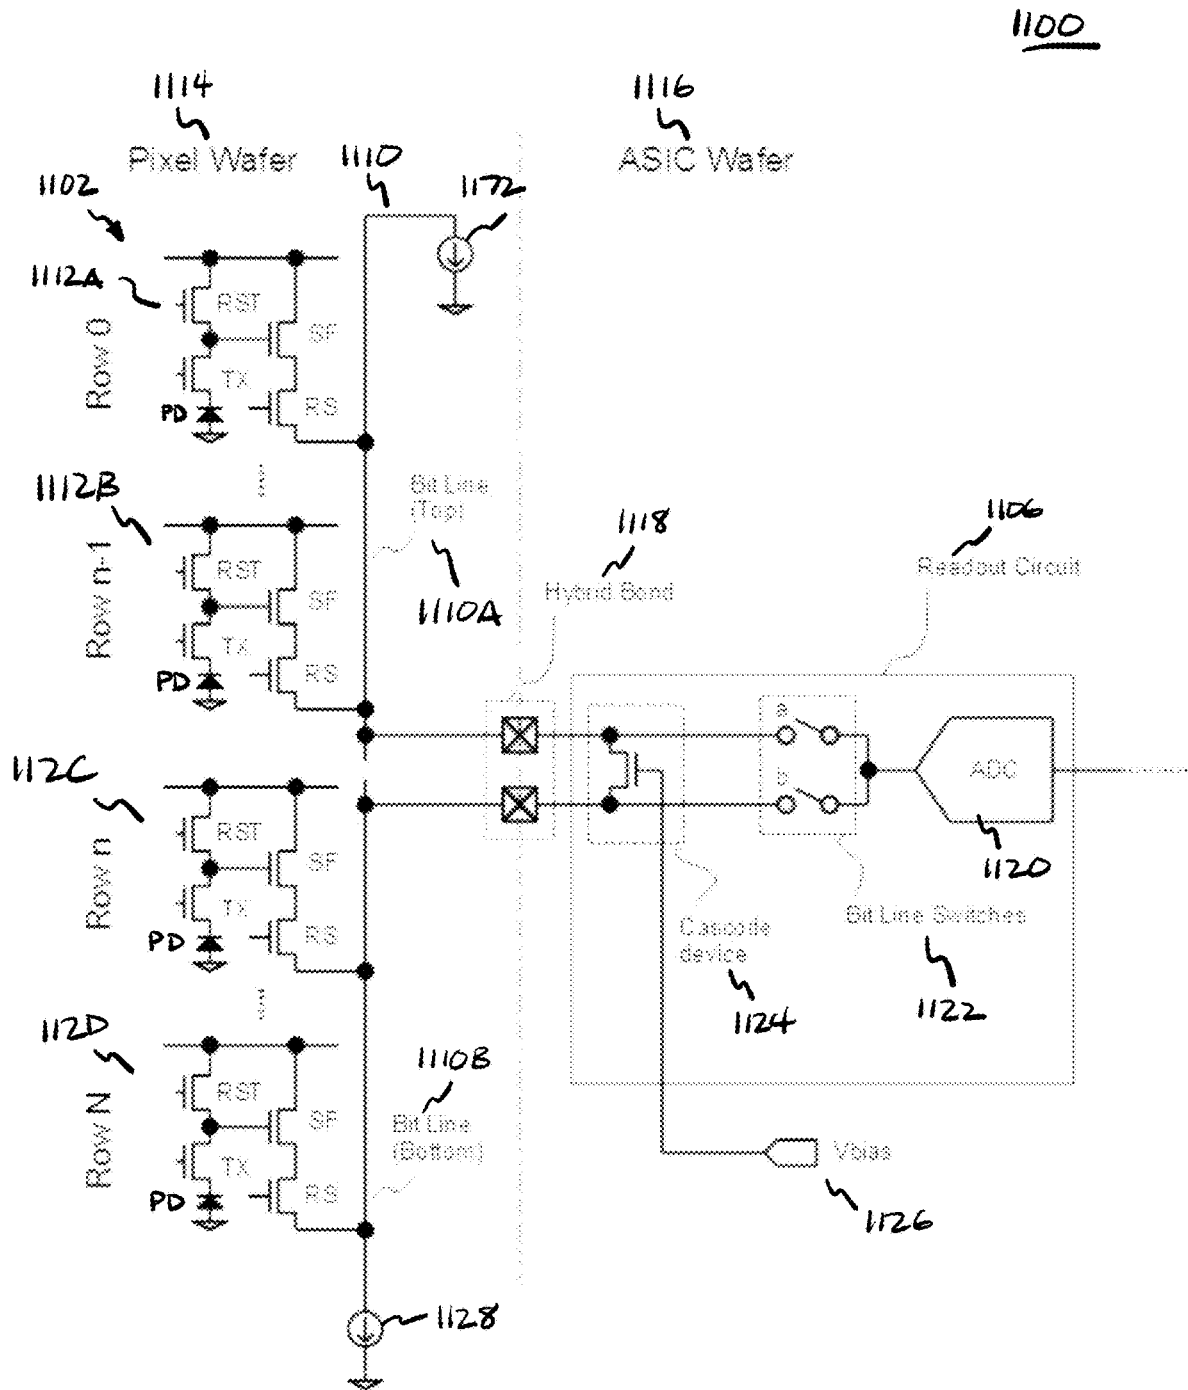 1100
1114
1116
Pixel Wafer
ASIC Wafer
1110
1172
1102
1112A
RST
SF
TX
PD
RS
Row 0
1112B
Bit Line
(Top)
1110A
RST
SF
TX
PD
RS
Row n-1
1118
Hybrid Bond
1106
Readout Circuit
a
b
ADC
1120
112C
RST
SF
TX
PD
RS
Row n
Cascode
device
1124
Bit Line Switches
1122
112D
RST
SF
TX
PD
RS
Row N
1110B
Bit Line
(Bottom)
Vbias
1126
1128